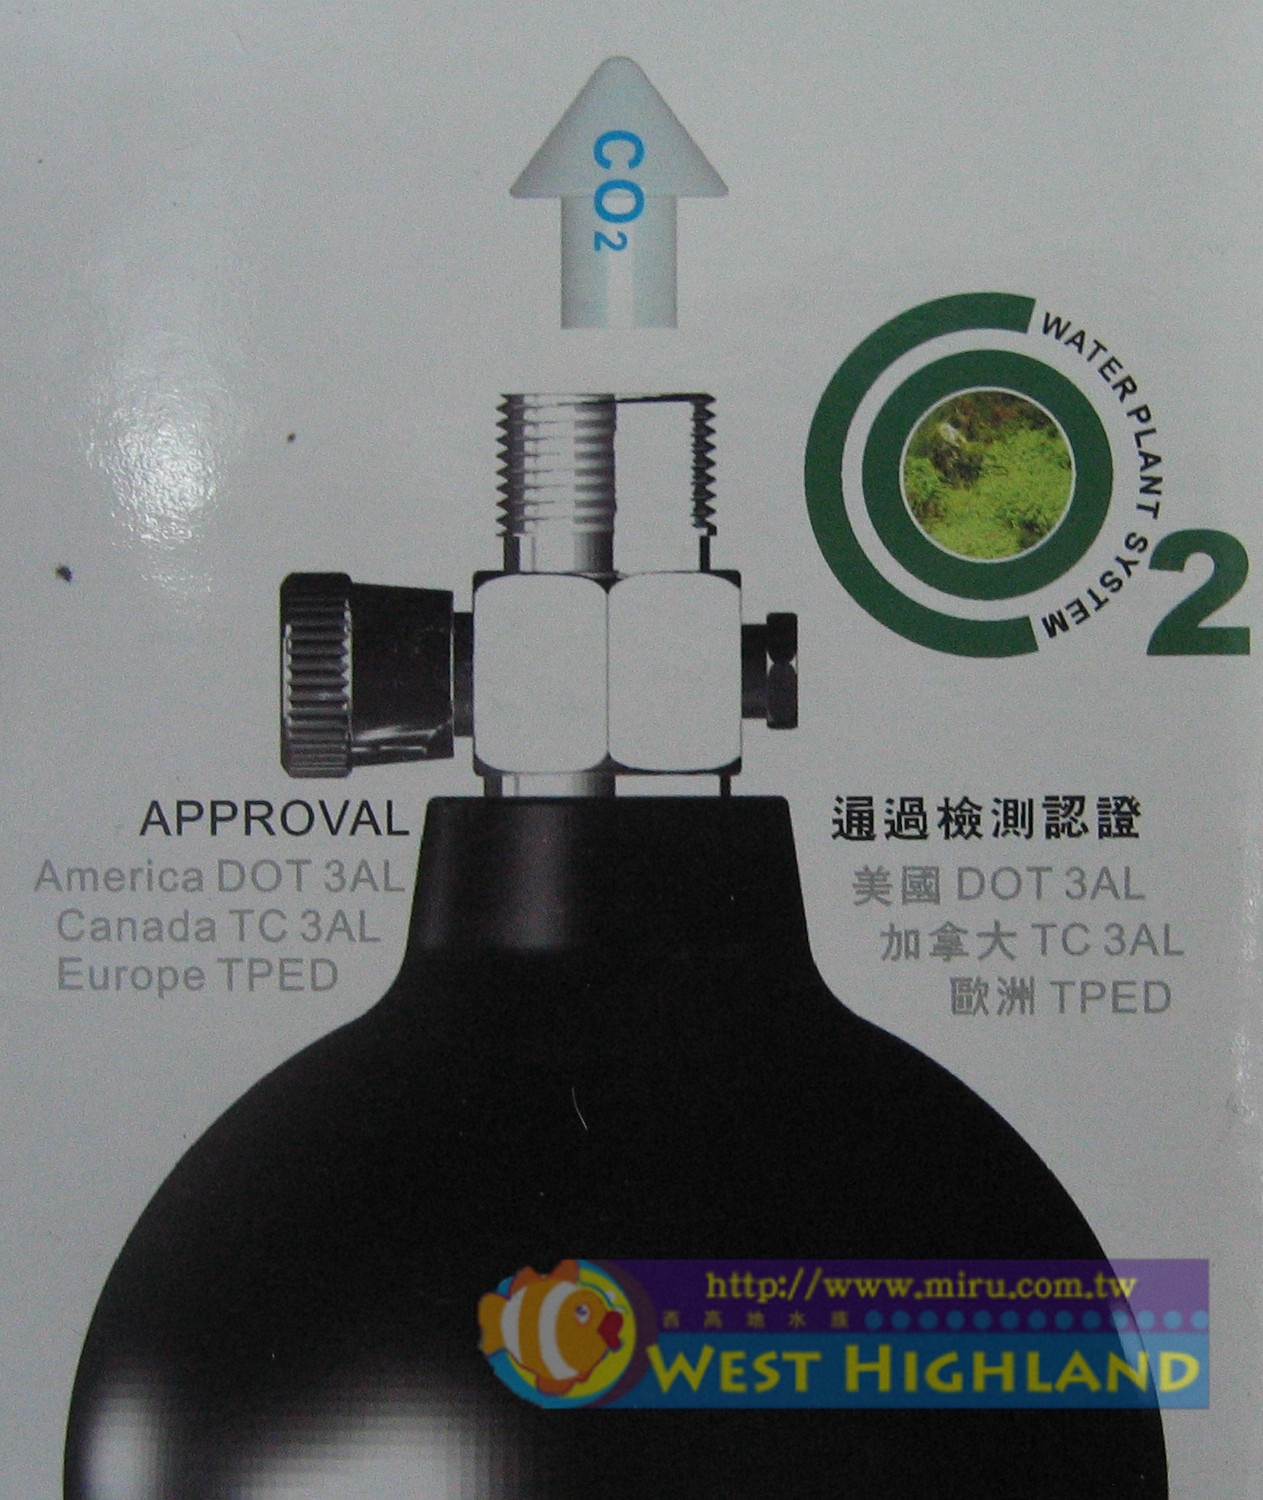 CO2
WATER PLANT SYSTEM
CO2
APPROVAL
America DOT 3AL
Canada TC 3AL
Europe TPED
通過檢測認證
美國 DOT 3AL
加拿大 TC 3AL
歐洲 TPED
http://www.miru.com.tw
西高地水族
WEST HIGHLAND